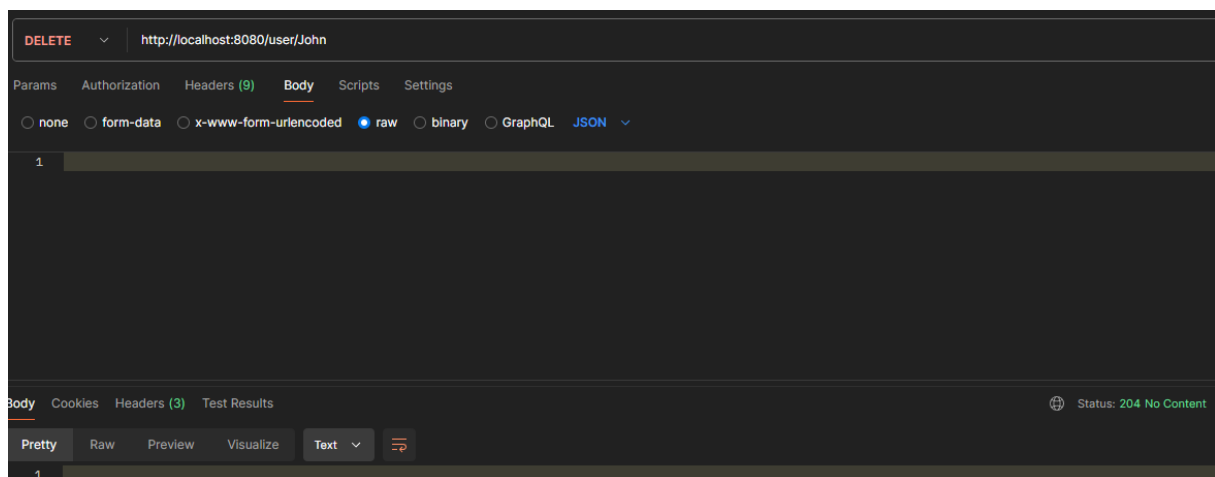 DELETE http://localhost:8080/user/John
Params Authorization Headers (9) Body Scripts Settings
none form-data x-www-form-urlencoded raw binary GraphQL JSON
1
Body Cookies Headers (3) Test Results Status: 204 No Content
Pretty Raw Preview Visualize Text
1